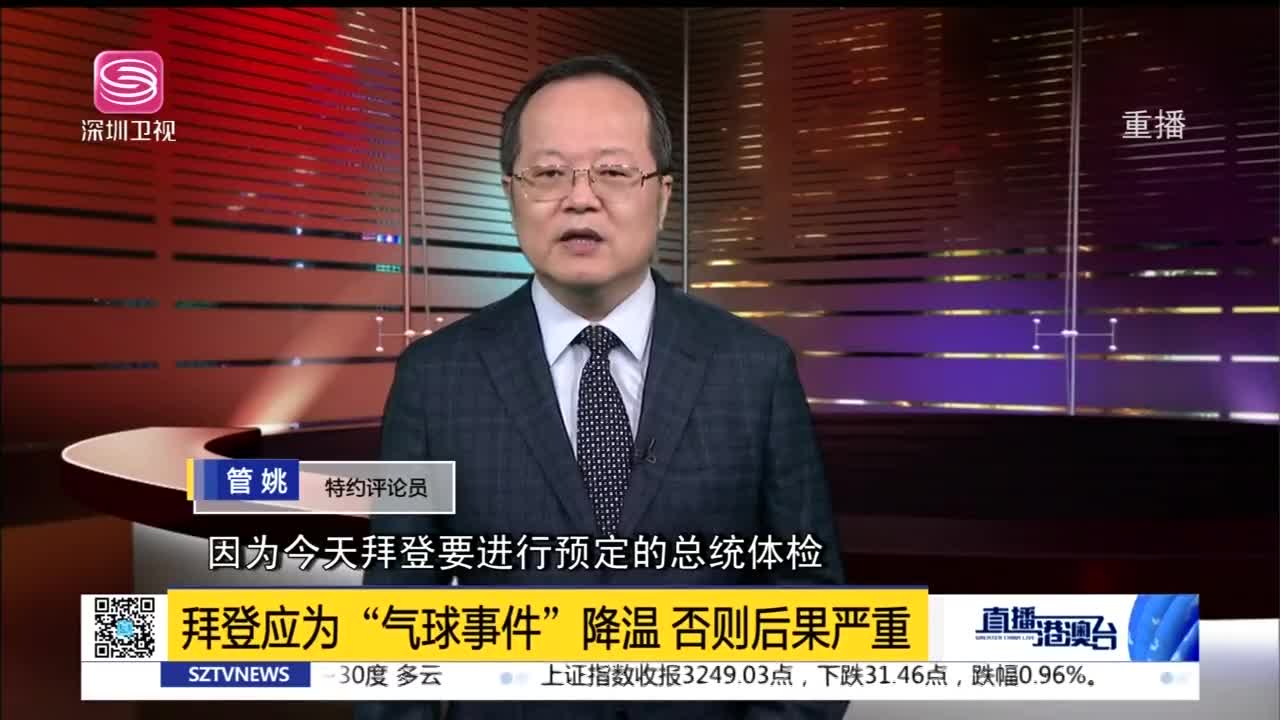 深圳卫视
重播
管姚
特约评论员
因为今天拜登要进行预定的总统体检
拜登应为“气球事件”降温 否则后果严重
直播港澳台
GREATER CHINA LIVE
SZTVNEWS
30度 多云
上证指数收报3249.03点，下跌31.46点，跌幅0.96%。